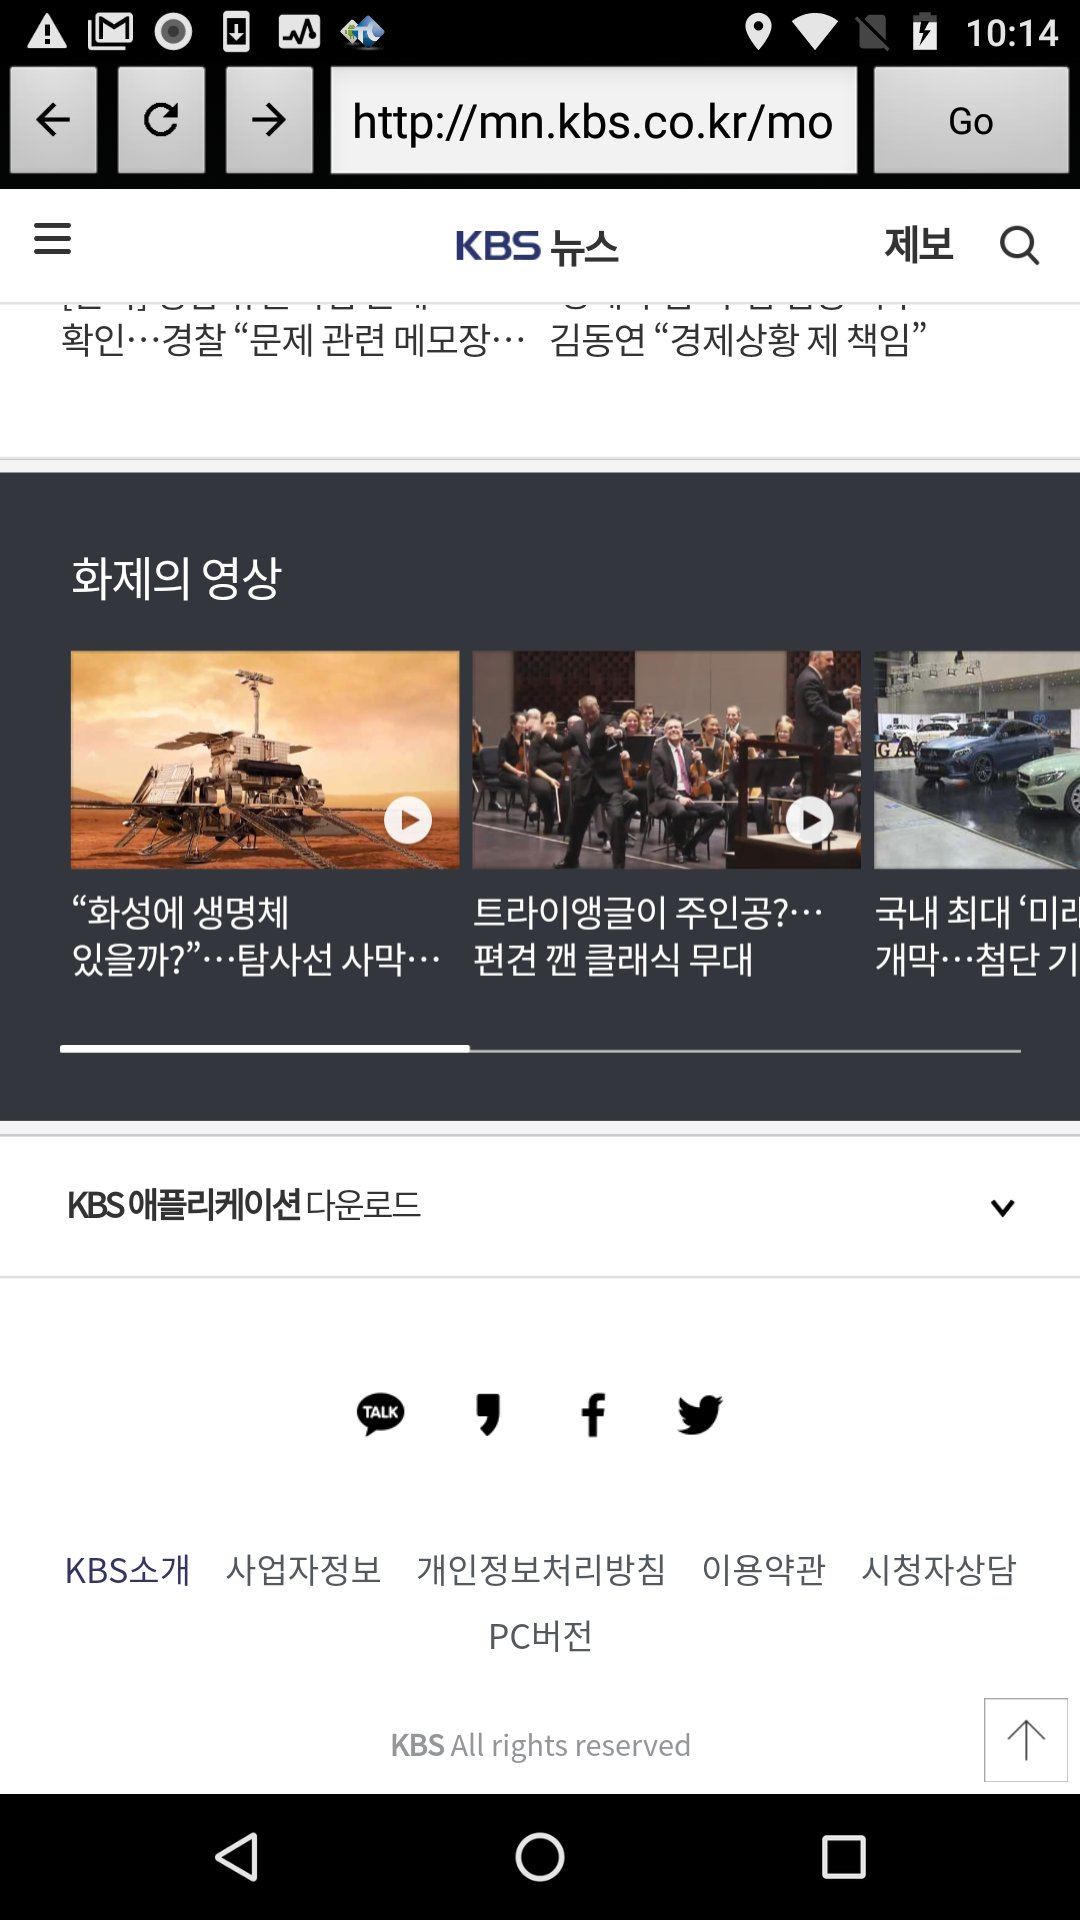 10:14
http://mn.kbs.co.kr/mo
Go
KBS 뉴스
제보
확인…경찰 “문제 관련 메모장…
김동연 “경제상황 제 책임”
화제의 영상
“화성에 생명체
있을까?”…탐사선 사막…
트라이앵글이 주인공?…
편견 깬 클래식 무대
국내 최대 ‘미래
개막…첨단 기
KBS 애플리케이션 다운로드
TALK
KBS소개 사업자정보 개인정보처리방침 이용약관 시청자상담
PC버전
KBS All rights reserved